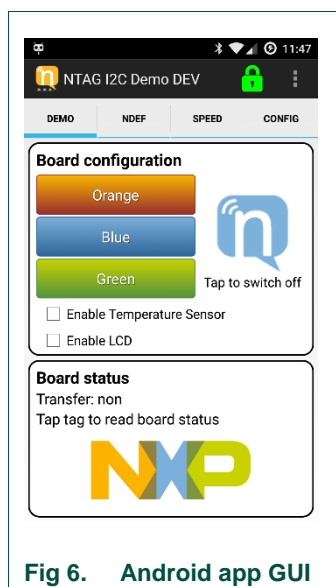 11:47
NTAG I2C Demo DEV
DEMO NDEF SPEED CONFIG
Board configuration
Orange
Blue
Green
Tap to switch off
Enable Temperature Sensor
Enable LCD
Board status
Transfer: non
Tap tag to read board status
NXP
Fig 6. Android app GUI